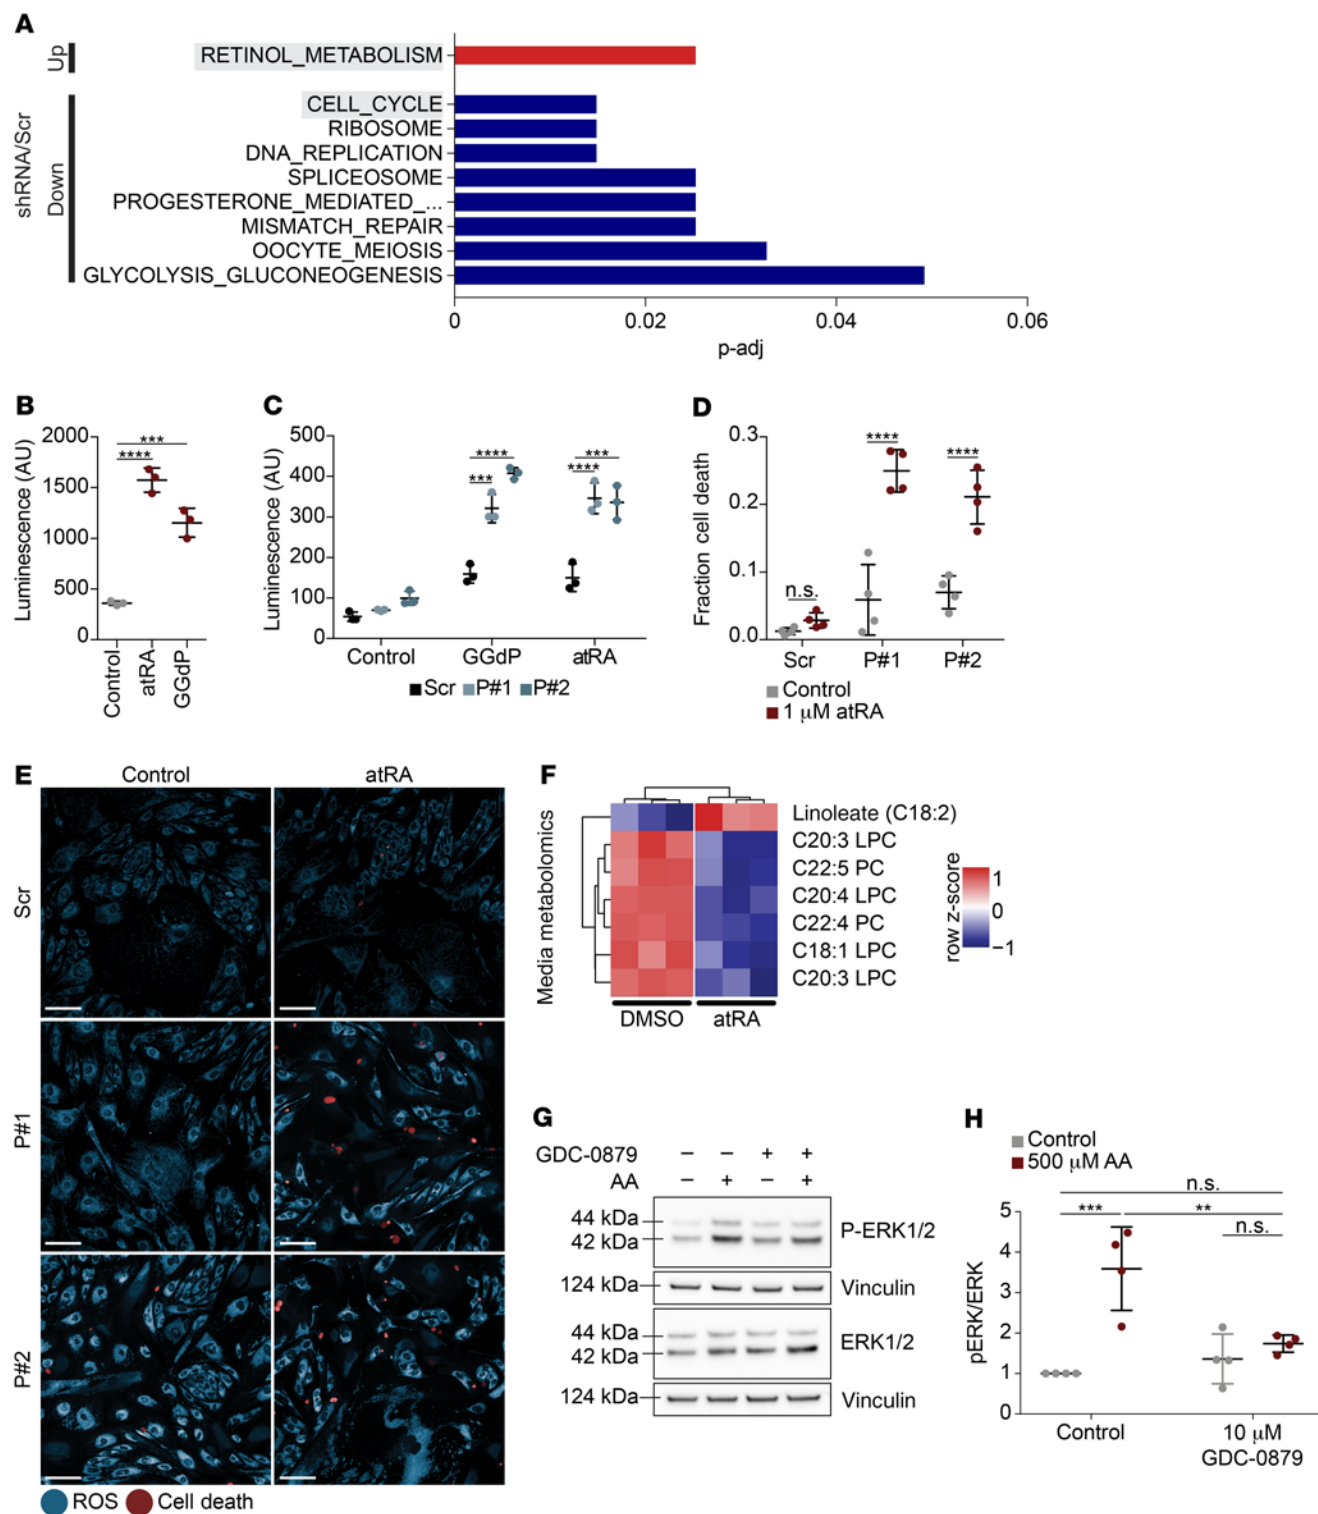 A
Up
RETINOL_METABOLISM
shRNA/Scr
Down
CELL_CYCLE
RIBOSOME
DNA_REPLICATION
SPLICEOSOME
PROGESTERONE_MEDIATED_...
MISMATCH_REPAIR
OOCYTE_MEIOSIS
GLYCOLYSIS_GLUCONEOGENESIS
0 0.02 0.04 0.06
p-adj
B
Luminescence (AU)
2000
1500
1000
500
0
***
****
Control
atRA
GGdP
C
Luminescence (AU)
500
400
300
200
100
0
****
***
***
****
Control GGdP atRA
Scr P#1 P#2
D
Fraction cell death
0.3
0.2
0.1
0.0
n.s.
****
****
Scr P#1 P#2
Control
1 μM atRA
E
Control atRA
Scr
P#1
P#2
ROS Cell death
F
Media metabolomics
Linoleate (C18:2)
C20:3 LPC
C22:5 PC
C20:4 LPC
C22:4 PC
C18:1 LPC
C20:3 LPC
DMSO atRA
row z-score
1
0
−1
G
GDC-0879 − − + +
AA − + − +
44 kDa
42 kDa
P-ERK1/2
124 kDa
Vinculin
44 kDa
42 kDa
ERK1/2
124 kDa
Vinculin
H
Control
500 μM AA
n.s.
*** **
n.s.
pERK/ERK
5
4
3
2
1
0
Control 10 μM
GDC-0879